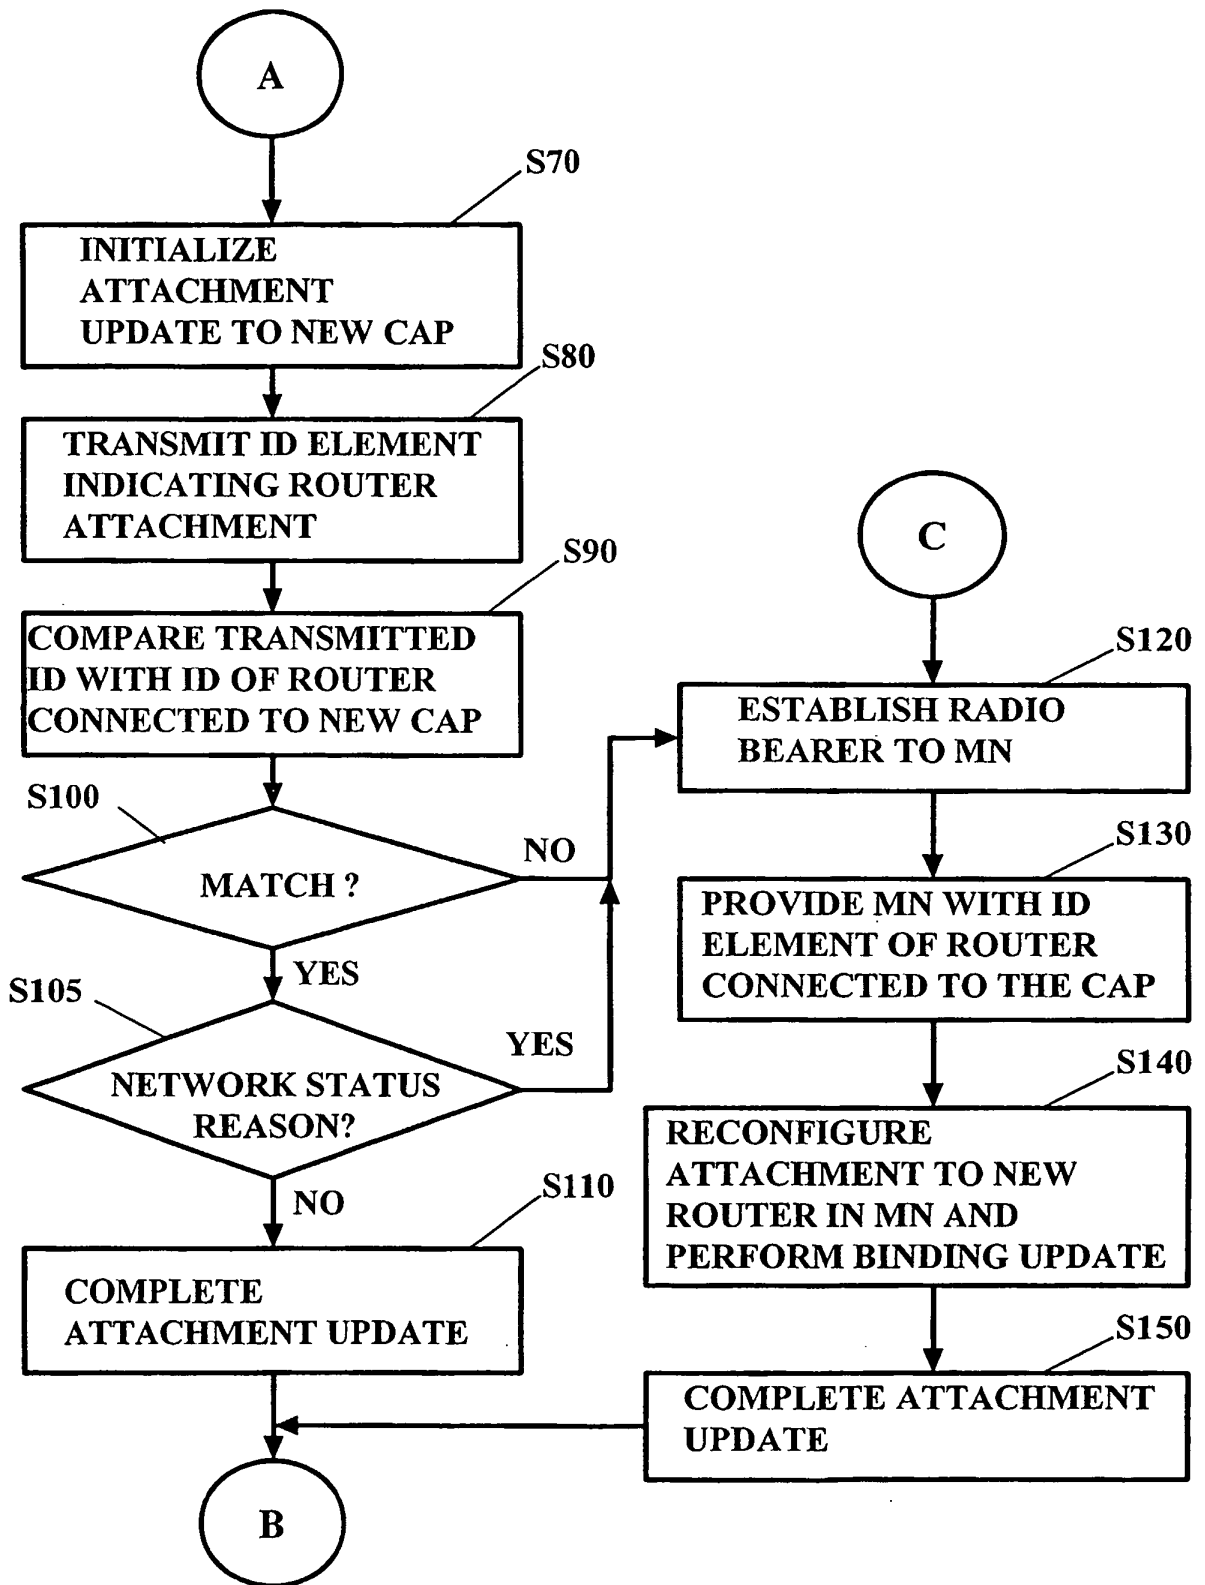 A
S70
INITIALIZE
ATTACHMENT
UPDATE TO NEW CAP
S80
TRANSMIT ID ELEMENT
INDICATING ROUTER
ATTACHMENT
S90
COMPARE TRANSMITTED
ID WITH ID OF ROUTER
CONNECTED TO NEW CAP
S100
MATCH ?
NO
YES
S105
NETWORK STATUS
REASON?
YES
NO
S110
COMPLETE
ATTACHMENT UPDATE
B
C
S120
ESTABLISH RADIO
BEARER TO MN
S130
PROVIDE MN WITH ID
ELEMENT OF ROUTER
CONNECTED TO THE CAP
S140
RECONFIGURE
ATTACHMENT TO NEW
ROUTER IN MN AND
PERFORM BINDING UPDATE
S150
COMPLETE ATTACHMENT
UPDATE